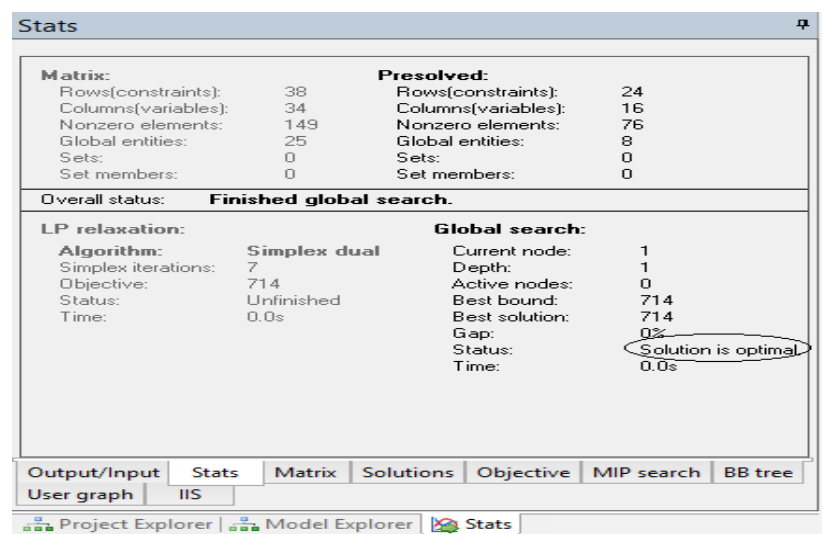 Stats
Matrix: Presolved:
Rows(constraints): 38 Rows(constraints): 24
Columns(variables): 34 Columns(variables): 16
Nonzero elements: 149 Nonzero elements: 76
Global entities: 25 Global entities: 8
Sets: 0 Sets: 0
Set members: 0 Set members: 0
Overall status: Finished global search.
LP relaxation: Global search:
Algorithm: Simplex dual Current node: 1
Simplex iterations: 7 Depth: 1
Objective: 714 Active nodes: 0
Status: Unfinished Best bound: 714
Time: 0.0s Best solution: 714
Gap: 0%
Status: Solution is optimal.
Time: 0.0s
Output/Input Stats Matrix Solutions Objective MIP search BB tree
User graph IIS
Project Explorer Model Explorer Stats